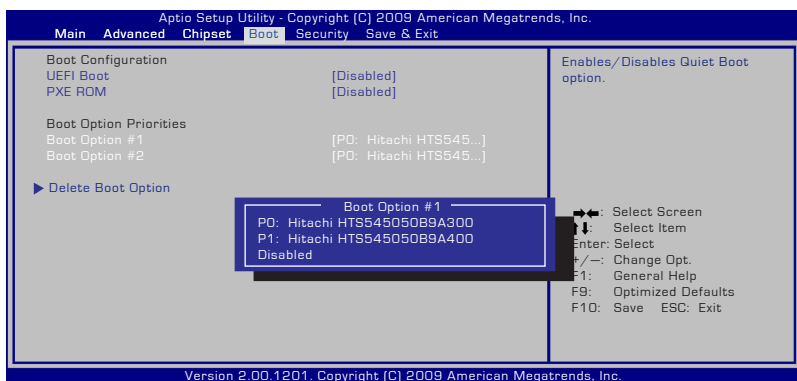 Aptio Setup Utility - Copyright (C) 2009 American Megatrends, Inc.
Main Advanced Chipset Boot Security Save & Exit
Boot Configuration
UEFI Boot [Disabled]
PXE ROM [Disabled]
Boot Option Priorities
Boot Option #1 [P0: Hitachi HTS545...]
Boot Option #2 [P0: Hitachi HTS545...]
▶ Delete Boot Option
Boot Option #1
P0: Hitachi HTS545050B9A300
P1: Hitachi HTS545050B9A400
Disabled
Enables/Disables Quiet Boot
option.
→←: Select Screen
↑↓: Select Item
Enter: Select
+/—: Change Opt.
F1: General Help
F9: Optimized Defaults
F10: Save ESC: Exit
Version 2.00.1201. Copyright (C) 2009 American Megatrends, Inc.